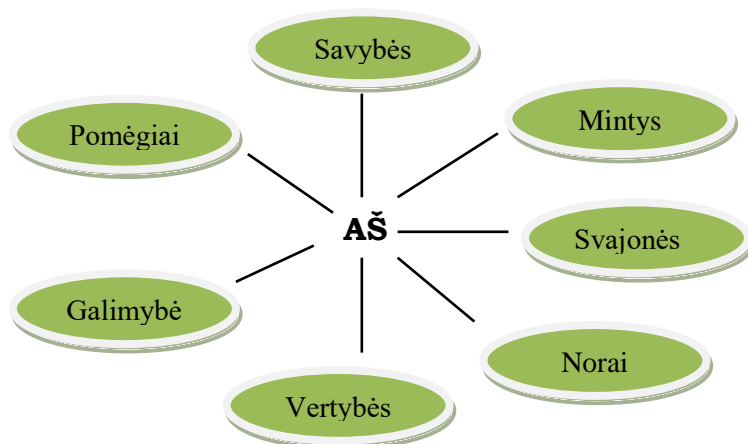 Savybės
Pomėgiai
Mintys
AŠ
Svajonės
Galimybė
Norai
Vertybės